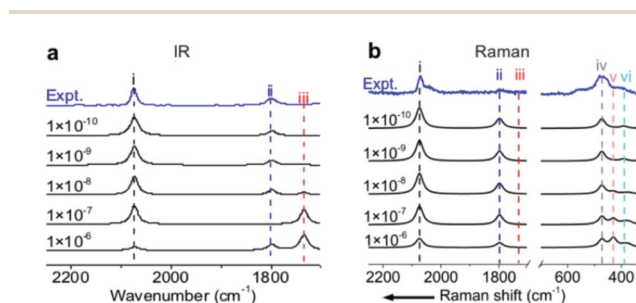 a
IR
i
ii
iii
Expt.
1×10⁻¹⁰
1×10⁻⁹
1×10⁻⁸
1×10⁻⁷
1×10⁻⁶
2200
2000
1800
Wavenumber (cm⁻¹)
b
Raman
i
ii
iii
iv
v
vi
Expt.
1×10⁻¹⁰
1×10⁻⁹
1×10⁻⁸
1×10⁻⁷
1×10⁻⁶
2200
2000
1800
600
400
Raman shift (cm⁻¹)